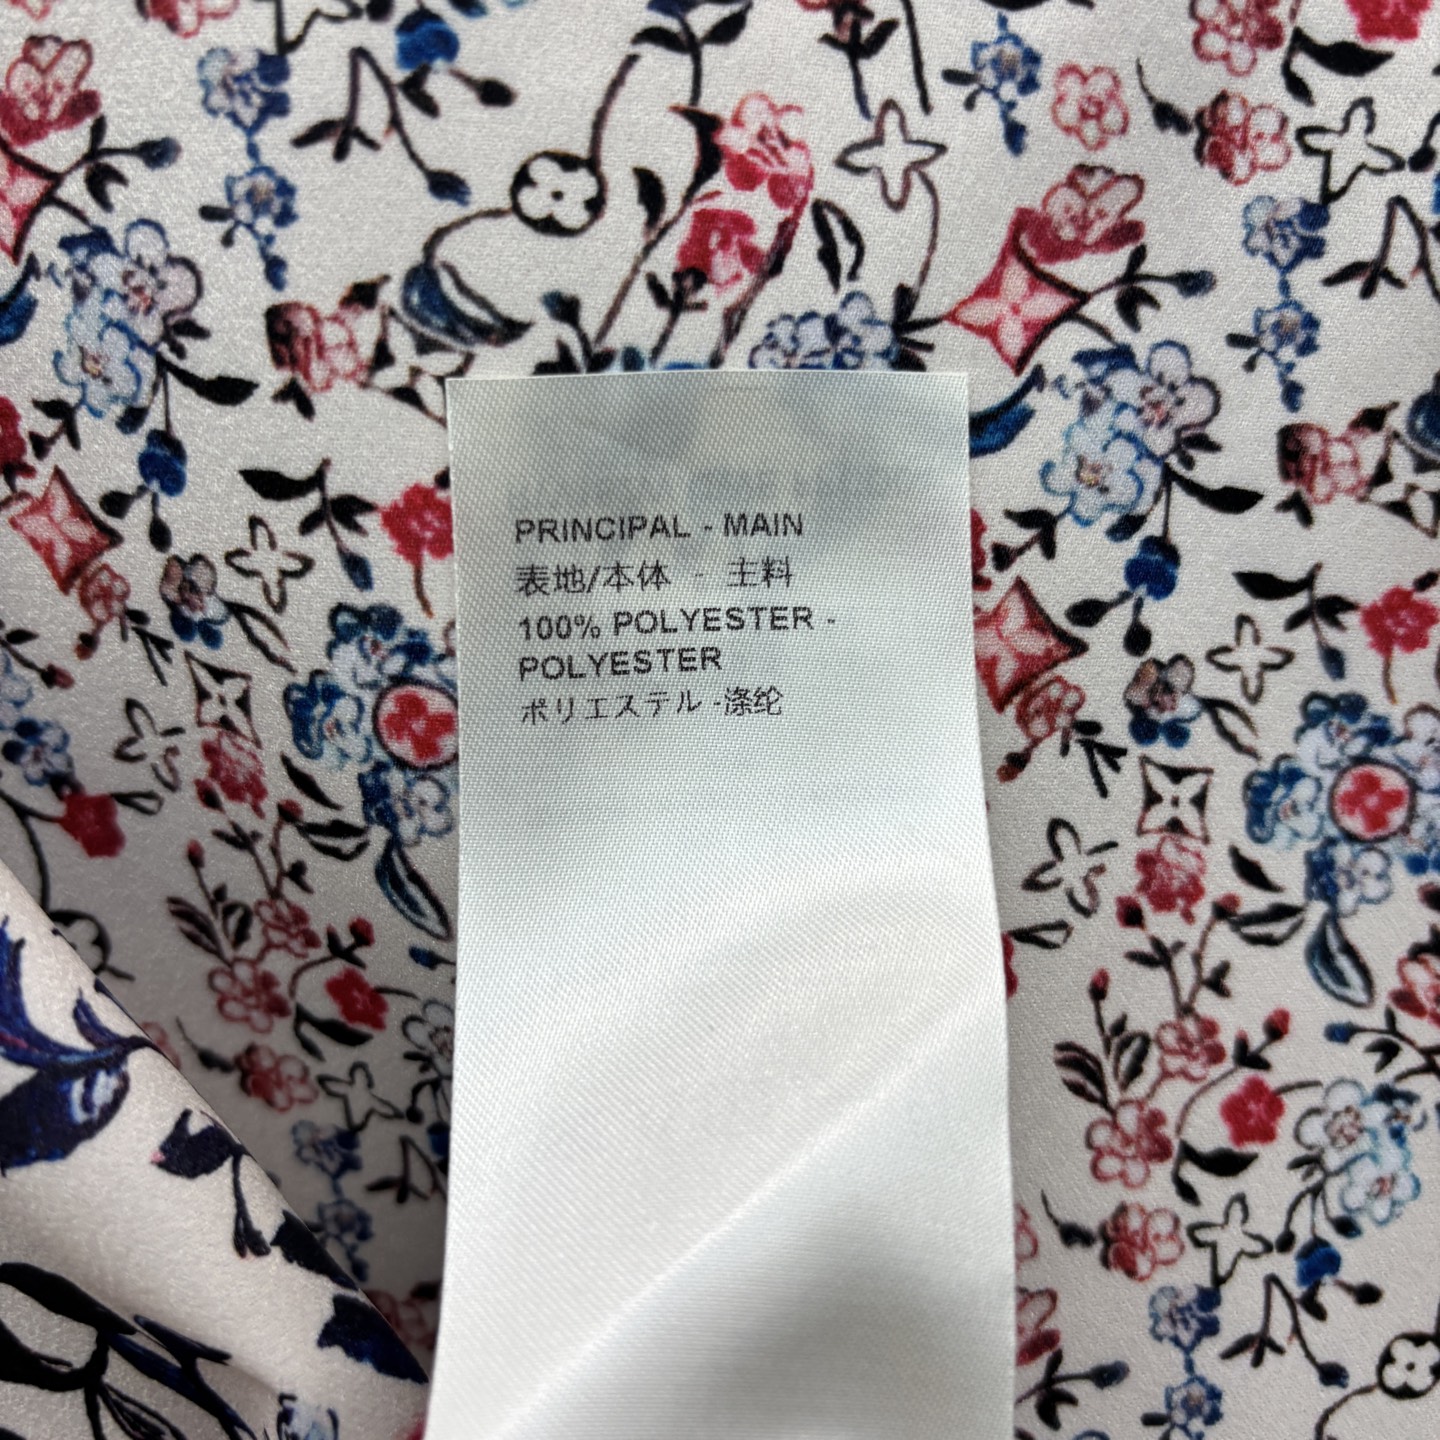 PRINCIPAL - MAIN
表地/本体 - 主料
100% POLYESTER -
POLYESTER
ポリエステル -涤纶